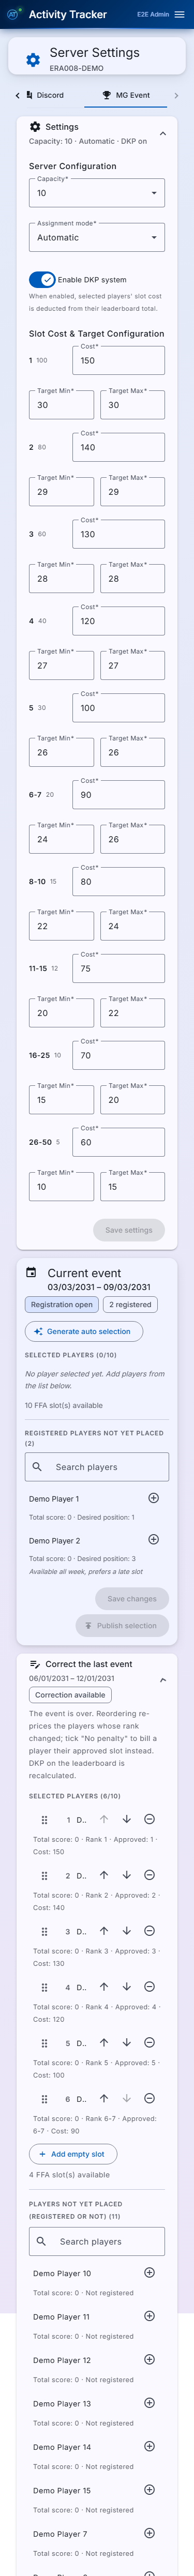 Activity Tracker
E2E Admin
Server Settings
ERA008-DEMO
Discord
MG Event
Settings
Capacity: 10 · Automatic · DKP on
Server Configuration
Capacity*
10
Assignment mode*
Automatic
Enable DKP system
When enabled, selected players' slot cost
is deducted from their leaderboard total.
Slot Cost & Target Configuration
Cost*
1 100
150
Target Min* Target Max*
30 30
Cost*
2 80
140
Target Min* Target Max*
29 29
Cost*
3 60
130
Target Min* Target Max*
28 28
Cost*
4 40
120
Target Min* Target Max*
27 27
Cost*
5 30
100
Target Min* Target Max*
26 26
Cost*
6-7 20
90
Target Min* Target Max*
24 26
Cost*
8-10 15
80
Target Min* Target Max*
22 24
Cost*
11-15 12
75
Target Min* Target Max*
20 22
Cost*
16-25 10
70
Target Min* Target Max*
15 20
Cost*
26-50 5
60
Target Min* Target Max*
10 15
Save settings
Current event
03/03/2031 – 09/03/2031
Registration open 2 registered
Generate auto selection
SELECTED PLAYERS (0/10)
No player selected yet. Add players from
the list below.
10 FFA slot(s) available
REGISTERED PLAYERS NOT YET PLACED
(2)
Search players
Demo Player 1
Total score: 0 · Desired position: 1
Demo Player 2
Total score: 0 · Desired position: 3
Available all week, prefers a late slot
Save changes
Publish selection
Correct the last event
06/01/2031 – 12/01/2031
Correction available
The event is over. Reordering re-
prices the players whose rank
changed; tick "No penalty" to bill a
player their approved slot instead.
DKP on the leaderboard is
recalculated.
SELECTED PLAYERS (6/10)
1 D..
Total score: 0 · Rank 1 · Approved: 1 ·
Cost: 150
2 D..
Total score: 0 · Rank 2 · Approved: 2 ·
Cost: 140
3 D..
Total score: 0 · Rank 3 · Approved: 3 ·
Cost: 130
4 D..
Total score: 0 · Rank 4 · Approved: 4 ·
Cost: 120
5 D..
Total score: 0 · Rank 5 · Approved: 5 ·
Cost: 100
6 D..
Total score: 0 · Rank 6-7 · Approved:
6-7 · Cost: 90
Add empty slot
4 FFA slot(s) available
PLAYERS NOT YET PLACED
(REGISTERED OR NOT) (11)
Search players
Demo Player 10
Total score: 0 · Not registered
Demo Player 11
Total score: 0 · Not registered
Demo Player 12
Total score: 0 · Not registered
Demo Player 13
Total score: 0 · Not registered
Demo Player 14
Total score: 0 · Not registered
Demo Player 15
Total score: 0 · Not registered
Demo Player 7
Total score: 0 · Not registered